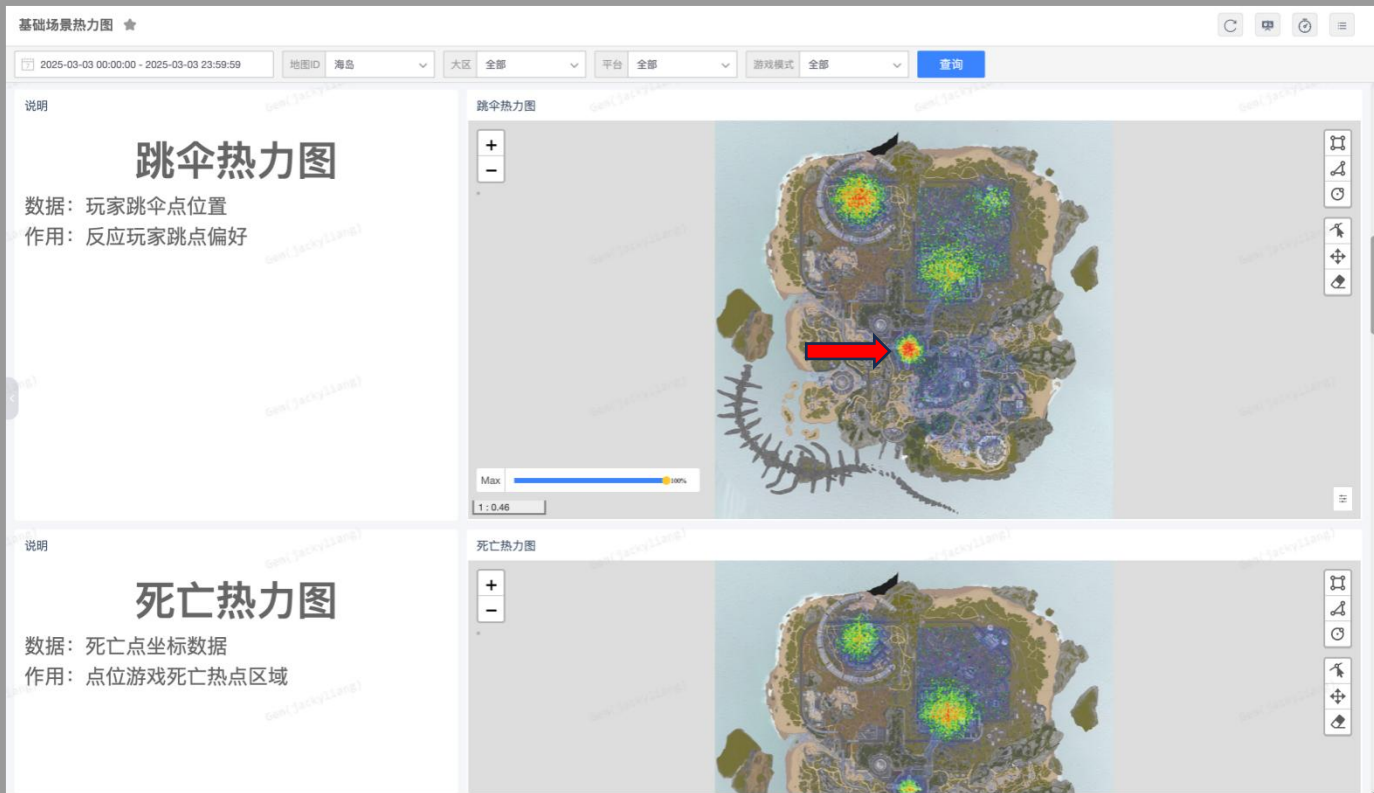 基础场景热力图
2025-03-03 00:00:00 - 2025-03-03 23:59:59
地图ID 海岛
大区 全部
平台 全部
游戏模式 全部
查询
说明
跳伞热力图
数据：玩家跳伞点位置
作用：反应玩家跳点偏好
跳伞热力图
+
−
Max
100%
1 : 0.46
说明
死亡热力图
数据：死亡点坐标数据
作用：点位游戏死亡热点区域
死亡热力图
+
−